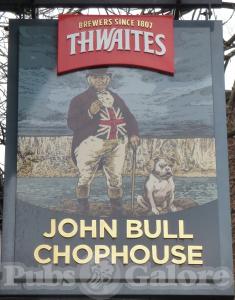 BREWERS SINCE 1807
THWAITES
JOHN BULL
CHOPHOUSE
Pubs Galore